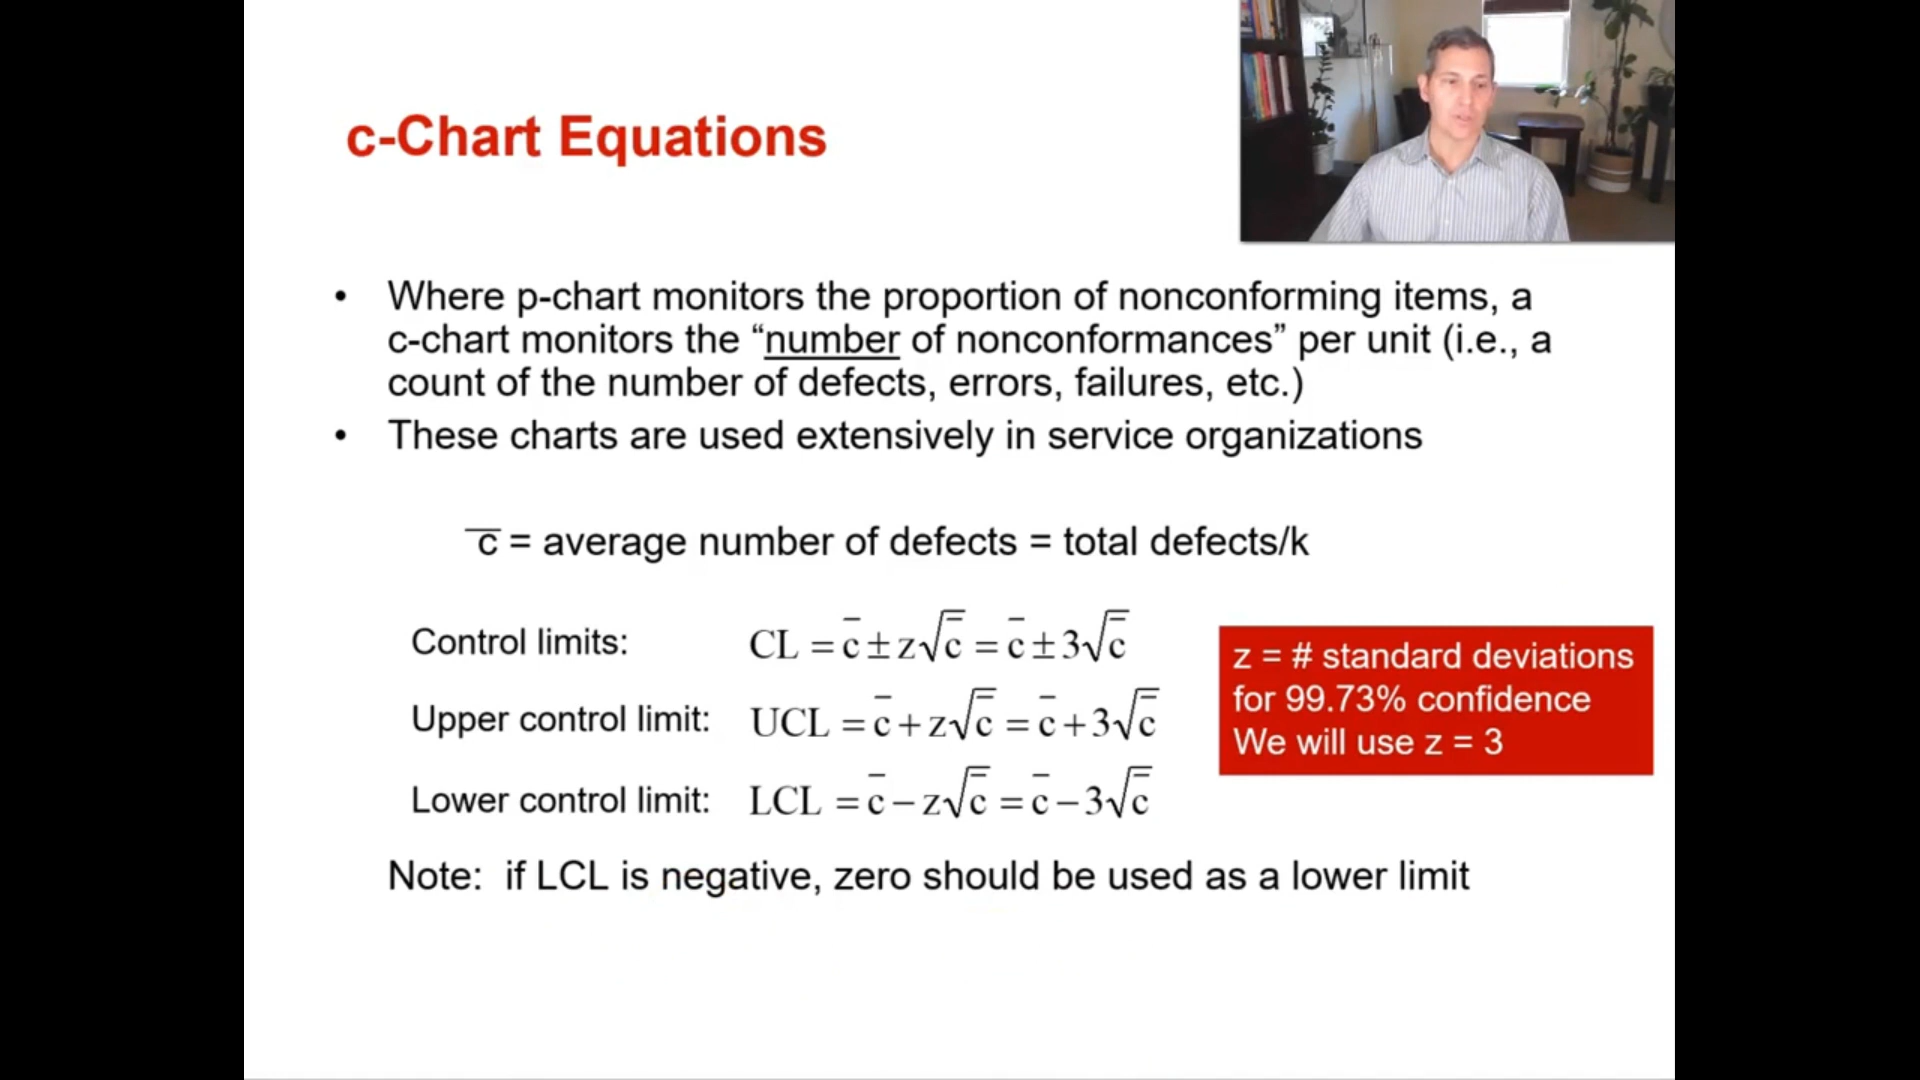 c-Chart Equations
• Where p-chart monitors the proportion of nonconforming items, a
c-chart monitors the “number of nonconformances” per unit (i.e., a
count of the number of defects, errors, failures, etc.)
• These charts are used extensively in service organizations
c̅ = average number of defects = total defects/k
Control limits: CL = c̅ ± z√c̅ = c̅ ± 3√c̅
Upper control limit: UCL = c̅ + z√c̅ = c̅ + 3√c̅
Lower control limit: LCL = c̅ − z√c̅ = c̅ − 3√c̅
z = # standard deviations
for 99.73% confidence
We will use z = 3
Note: if LCL is negative, zero should be used as a lower limit